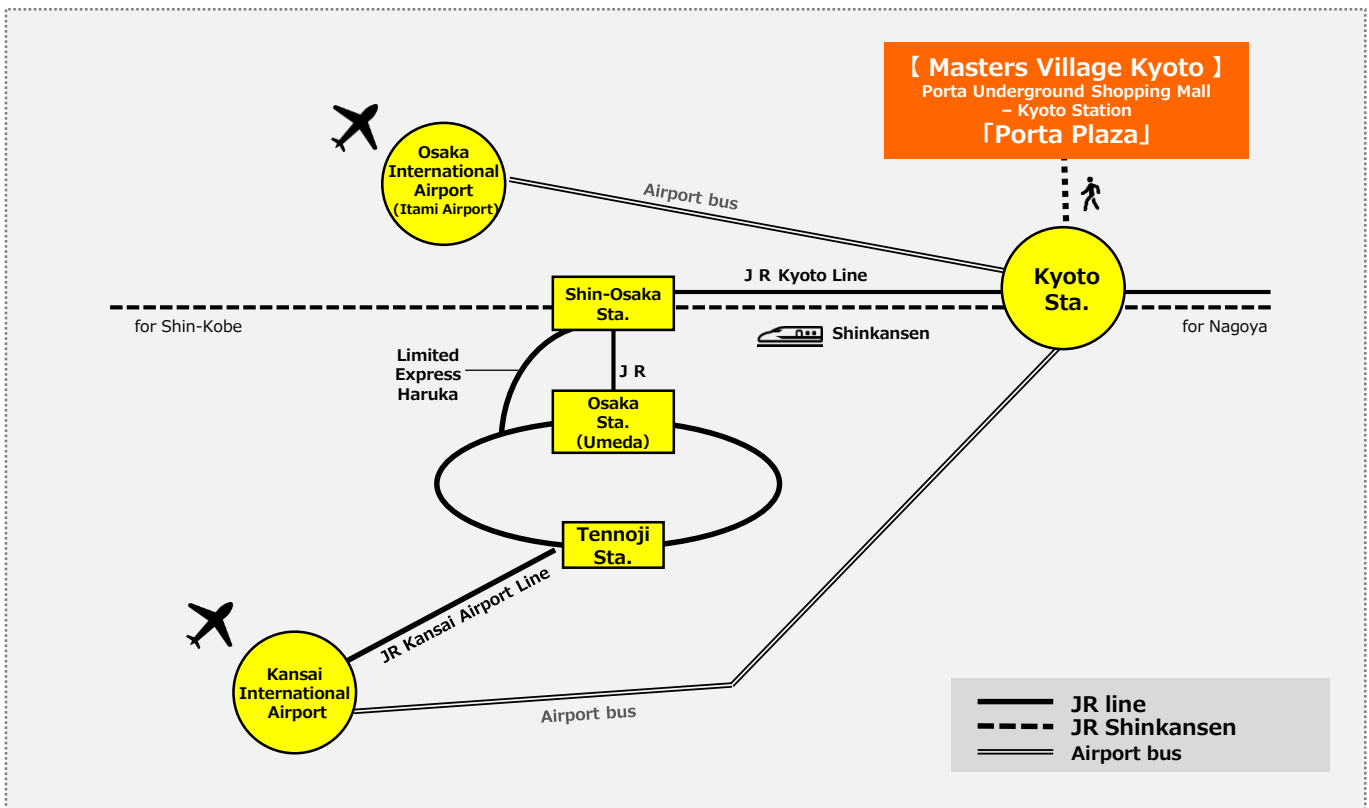 【 Masters Village Kyoto 】
Porta Underground Shopping Mall
– Kyoto Station
「Porta Plaza」
Osaka
International
Airport
(Itami Airport)
Airport bus
Kyoto
Sta.
J R Kyoto Line
Shin-Osaka
Sta.
for Shin-Kobe
Shinkansen
for Nagoya
Limited
Express
Haruka
J R
Osaka
Sta.
（Umeda）
Tennoji
Sta.
JR Kansai Airport Line
Kansai
International
Airport
Airport bus
JR line
JR Shinkansen
Airport bus